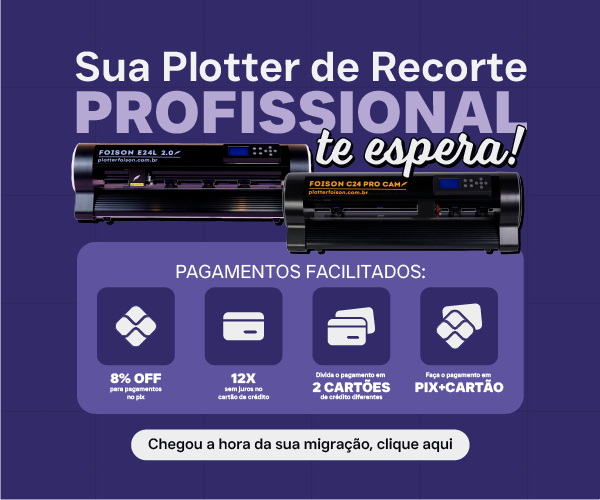 Sua Plotter de Recorte
PROFISSIONAL
te espera!
FOISON E24L 2.0
plotterfoison.com.br
FOISON C24 PRO CAM
plotterfoison.com.br
PAGAMENTOS FACILITADOS:
8% OFF
para pagamentos
no pix
12X
sem juros no
cartão de crédito
Divida o pagamento em
2 CARTÕES
de crédito diferentes
Faça o pagamento em
PIX+CARTÃO
Chegou a hora da sua migração, clique aqui